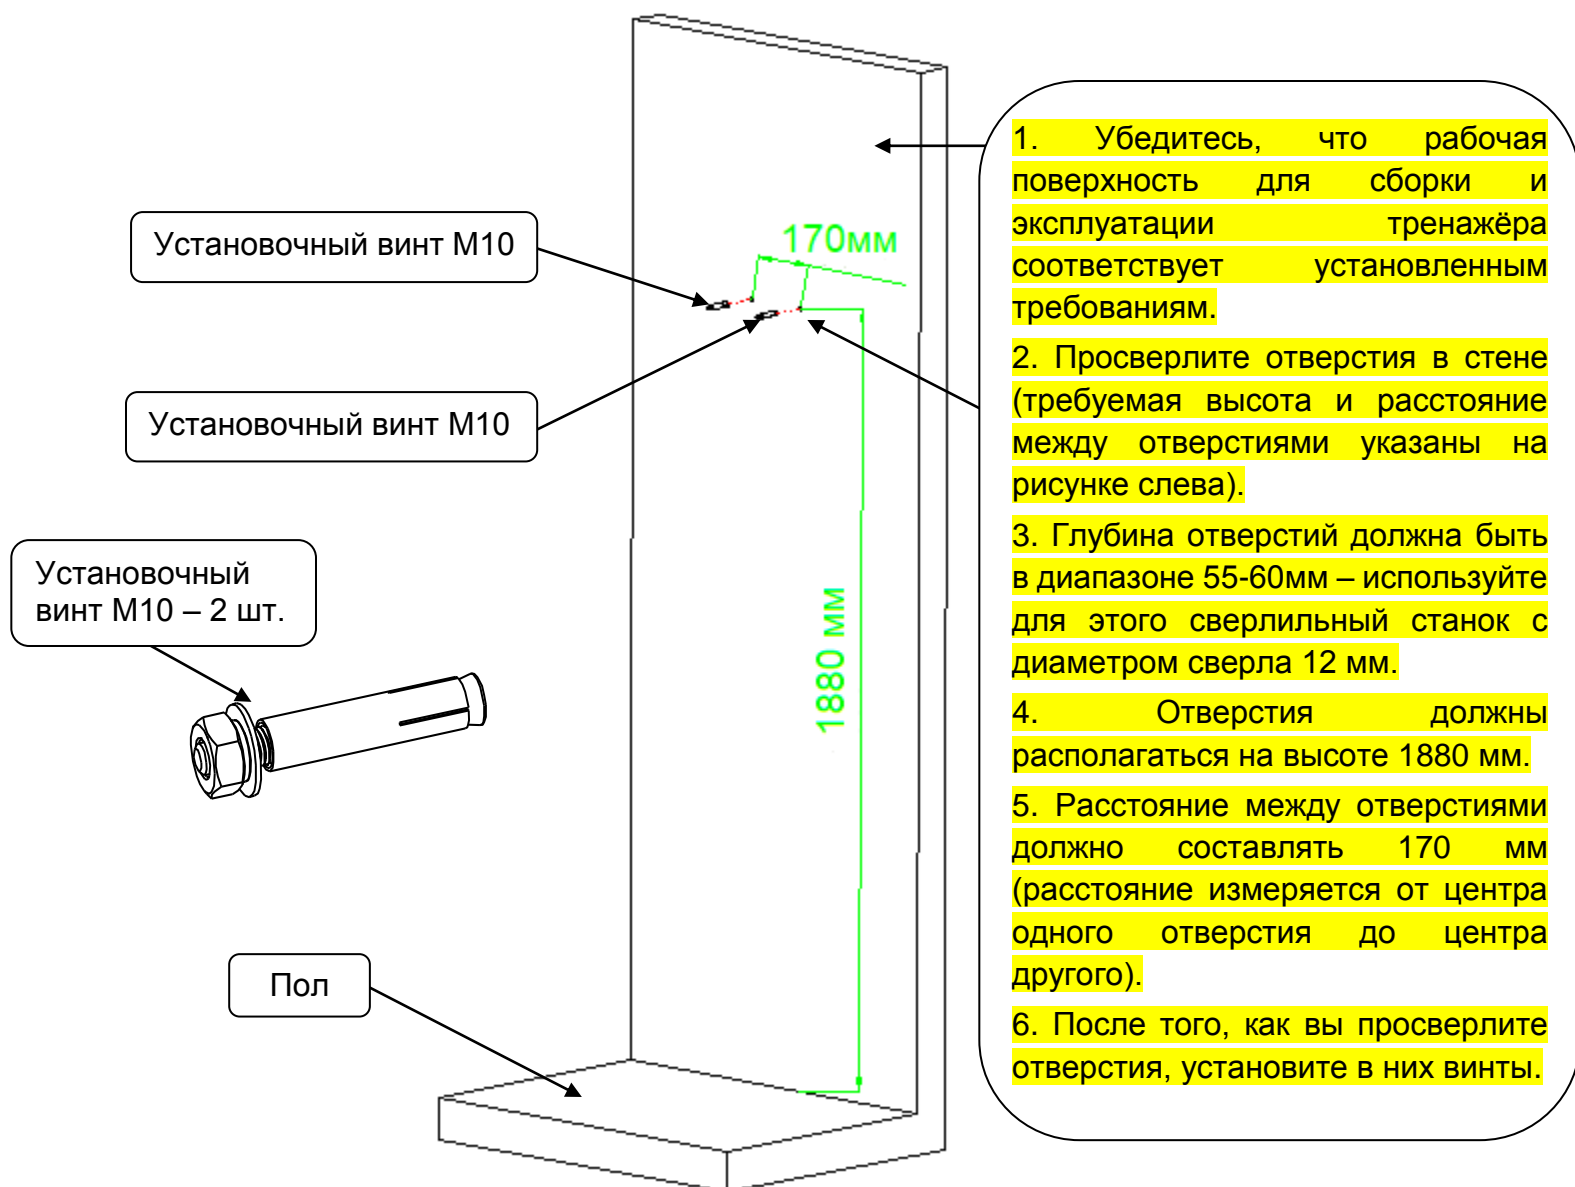 170мм
Установочный винт М10
Установочный винт М10
Установочный
винт М10 – 2 шт.
1880 мм
Пол
1. Убедитесь, что рабочая
поверхность для сборки и
эксплуатации тренажёра
соответствует установленным
требованиям.
2. Просверлите отверстия в стене
(требуемая высота и расстояние
между отверстиями указаны на
рисунке слева).
3. Глубина отверстий должна быть
в диапазоне 55-60мм – используйте
для этого сверлильный станок с
диаметром сверла 12 мм.
4. Отверстия должны
располагаться на высоте 1880 мм.
5. Расстояние между отверстиями
должно составлять 170 мм
(расстояние измеряется от центра
одного отверстия до центра
другого).
6. После того, как вы просверлите
отверстия, установите в них винты.